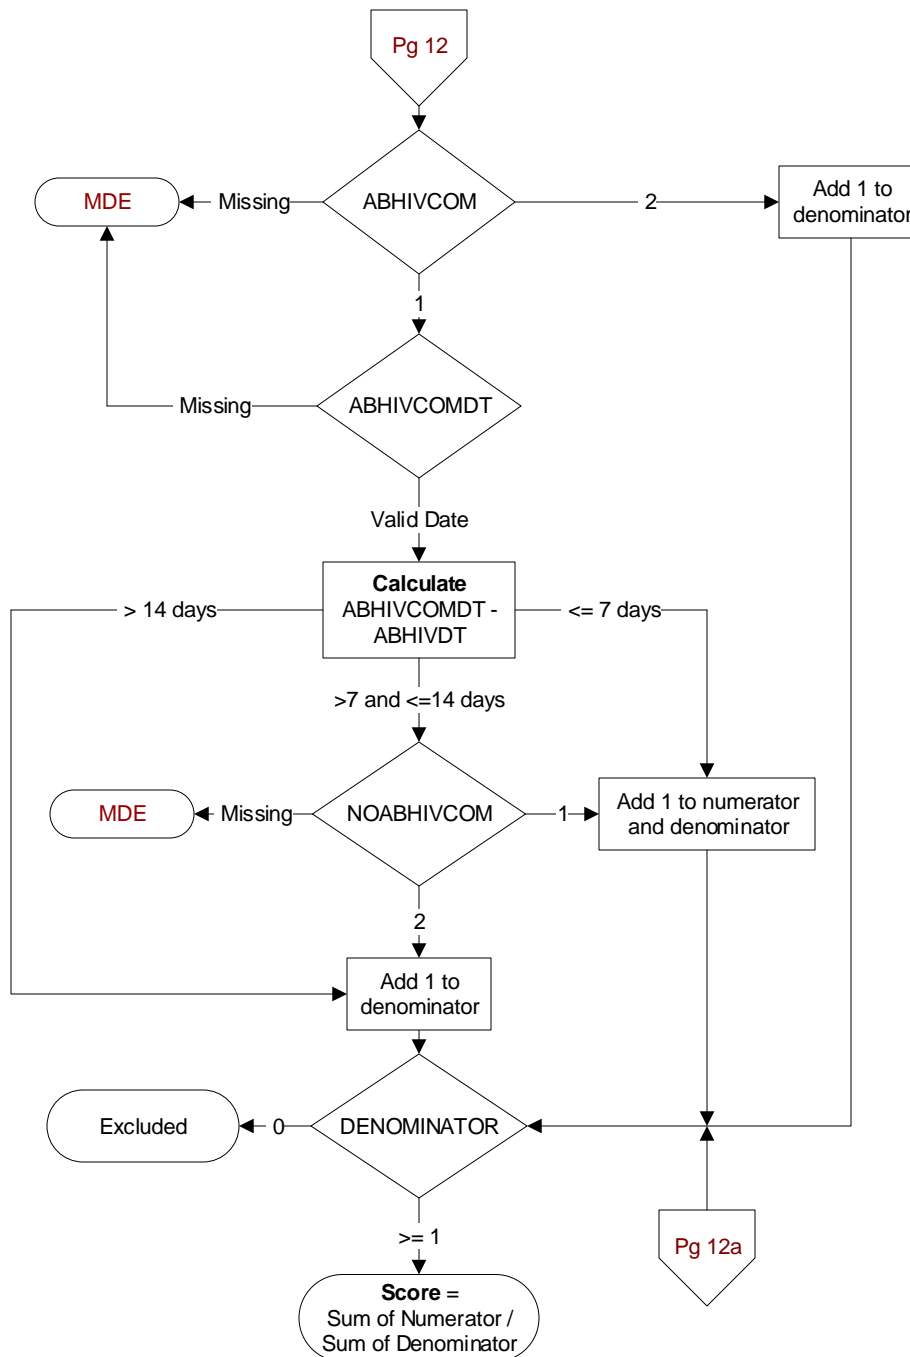 Pg 12
MDE
Missing
ABHIVCOM
2
Add 1 to
denominator
1
Missing
ABHIVCOMDT
Valid Date
> 14 days
Calculate
ABHIVCOMDT -
ABHIVDT
<= 7 days
>7 and <=14 days
MDE
Missing
NOABHIVCOM
1
Add 1 to numerator
and denominator
2
Add 1 to
denominator
Excluded
0
DENOMINATOR
>= 1
Pg 12a
Score =
Sum of Numerator /
Sum of Denominator